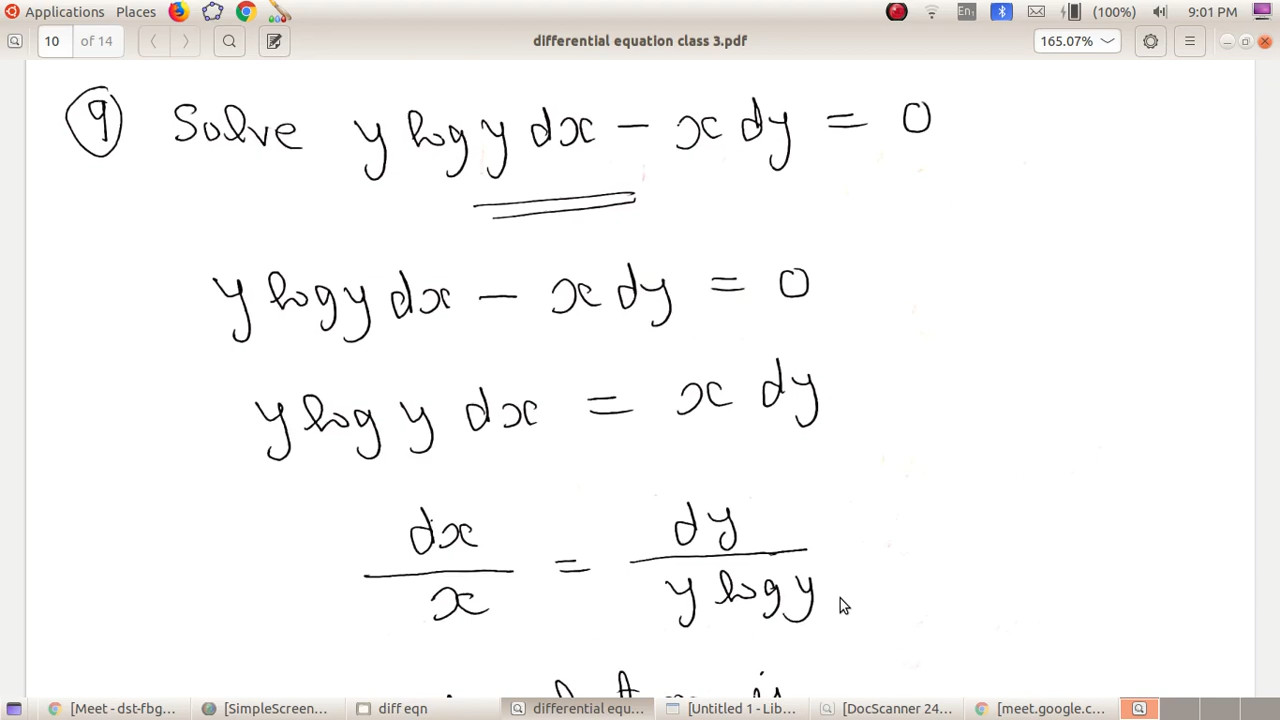 Applications Places En₁ (100%) 9:01 PM
10 of 14 differential equation class 3.pdf 165.07%
9 Solve y log y dx - x dy = 0
y log y dx - x dy = 0
y log y dx = x dy
dx/x = dy/(y log y)
is
[Meet - dst-fbg... [SimpleScreen... diff eqn differential equ... [Untitled 1 - Lib... [DocScanner 24... [meet.google.c...